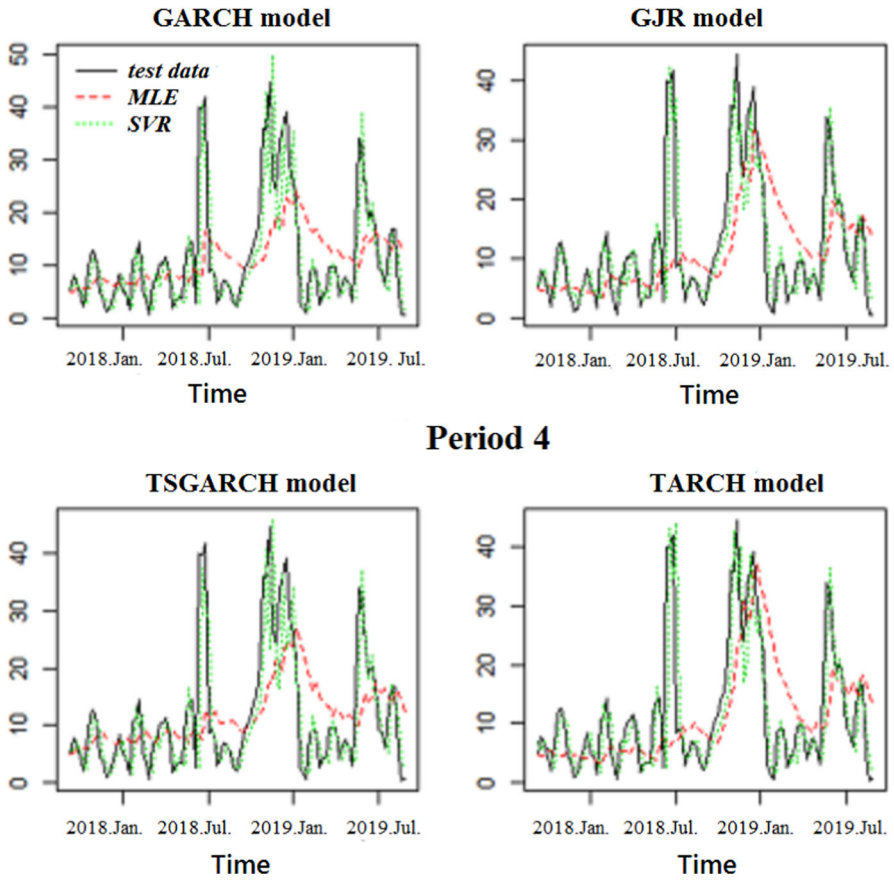 GARCH model
GJR model
50
40
30
20
10
0
test data
MLE
SVR
2018.Jan.
2018.Jul.
2019.Jan.
2019.Jul.
Time
40
30
20
10
0
2018.Jan.
2018.Jul.
2019.Jan.
2019.Jul.
Time
Period 4
TSGARCH model
TARCH model
40
30
20
10
0
2018.Jan.
2018.Jul.
2019.Jan.
2019.Jul.
Time
40
30
20
10
0
2018.Jan.
2018.Jul.
2019.Jan.
2019.Jul.
Time